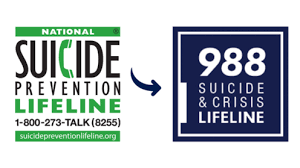 NATIONAL
SUICIDE
PREVENTION
LIFELINE
1-800-273-TALK (8255)
suicidepreventionlifeline.org
988
SUICIDE
& CRISIS
LIFELINE